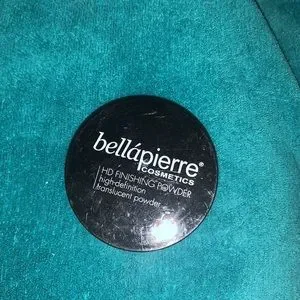 bellápierre®
COSMETICS
HD FINISHING POWDER
high-definition
translucent powder